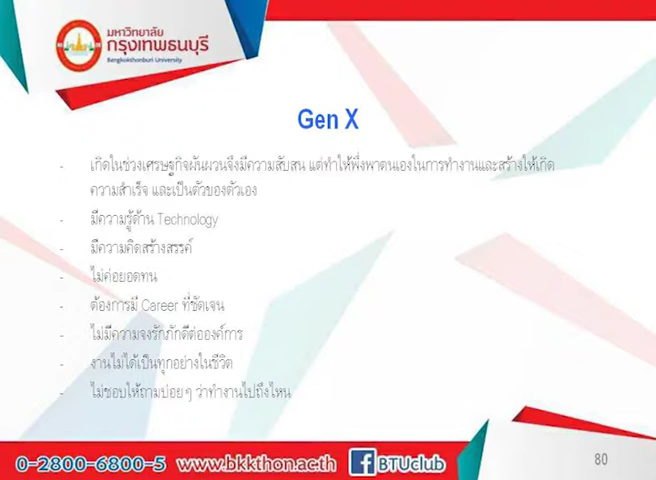 มหาวิทยาลัย
กรุงเทพธนบุรี
Bangkokthonburi University
Gen X
- เกิดในช่วงเศรษฐกิจผันผวนจึงมีความสับสน แต่ทำให้พึ่งพาตนเองในการทำงานและสร้างให้เกิด
ความสำเร็จ และเป็นตัวของตัวเอง
- มีความรู้ด้าน Technology
- มีความคิดสร้างสรรค์
- ไม่ค่อยอดทน
- ต้องการมี Career ที่ชัดเจน
- ไม่มีความจงรักภักดีต่อองค์การ
- งานไม่ได้เป็นทุกอย่างในชีวิต
- ไม่ชอบให้ถามบ่อยๆ ว่าทำงานไปถึงไหน
0-2800-6800-5 www.bkkthon.ac.th f BTUclub
80